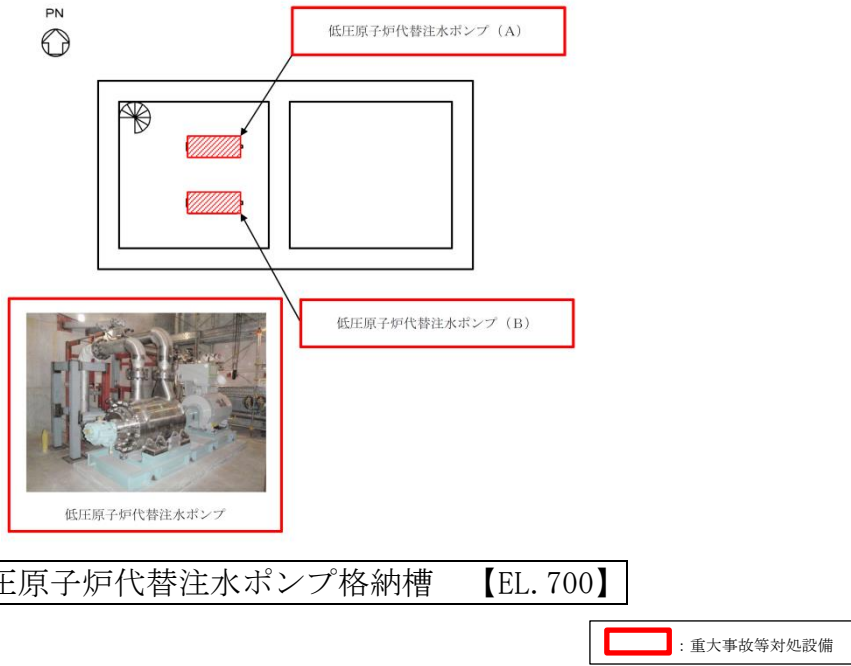 PN
低圧原子炉代替注水ポンプ（A）
低圧原子炉代替注水ポンプ（B）
低圧原子炉代替注水ポンプ
圧原子炉代替注水ポンプ格納槽　【EL.700】
：重大事故等対処設備